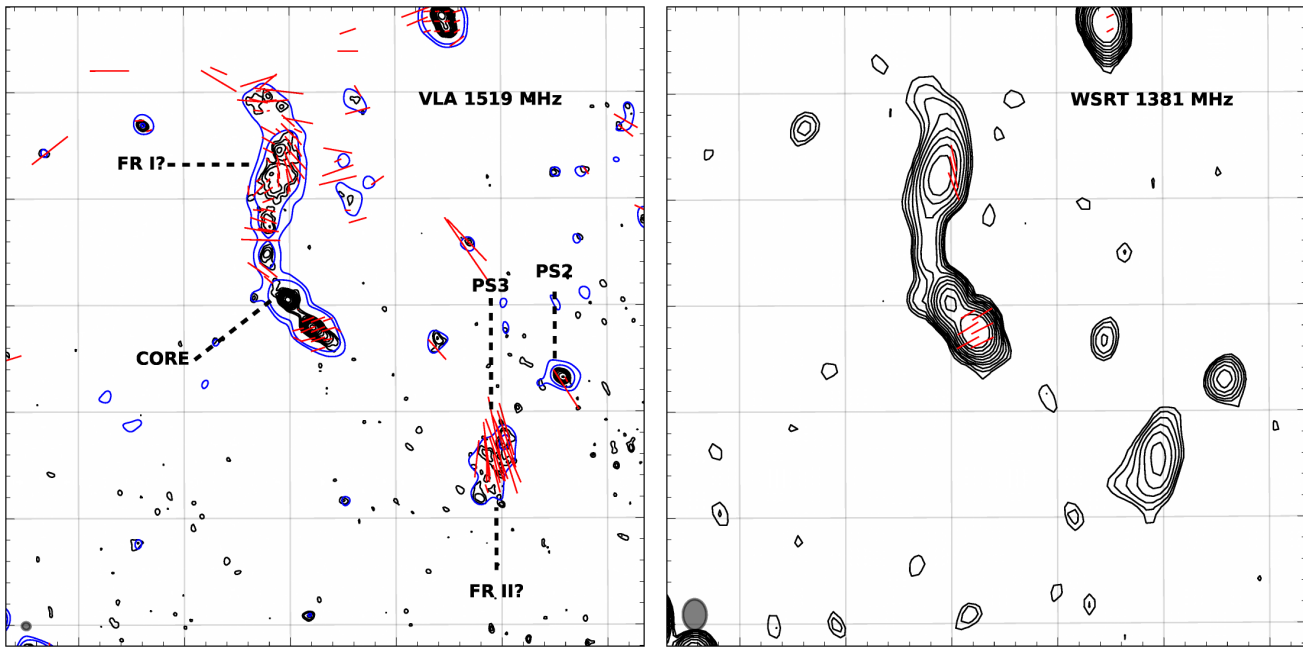 VLA 1519 MHz
FR I?
PS3
PS2
CORE
FR II?
WSRT 1381 MHz